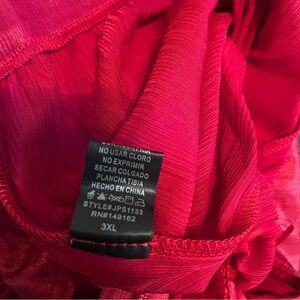 NO USAR CLORO
NO EXPRIMIR
SECAR COLGADO
PLANCHA TIBIA
HECHO EN CHINA
STYLE#JPS1133
RN#149162
3XL